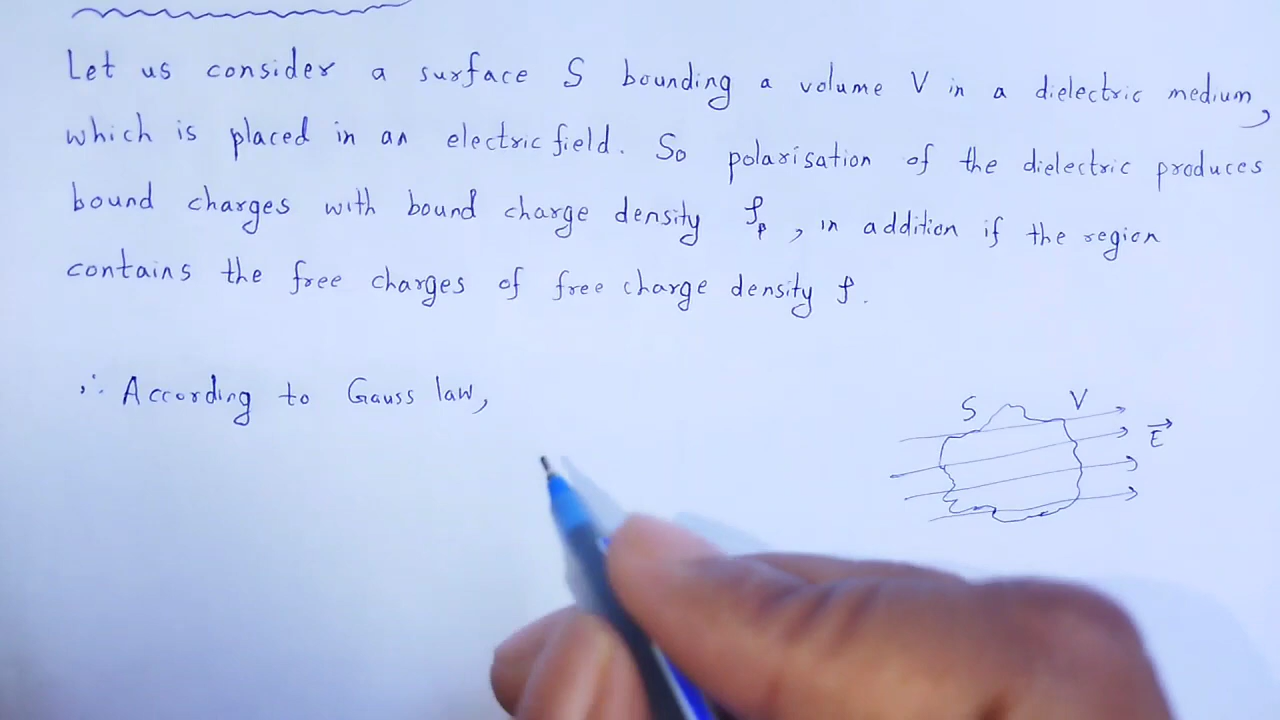 Let us consider a surface S bounding a volume V in a dielectric medium,
which is placed in an electric field. So polarisation of the dielectric produces
bound charges with bound charge density ρₚ, in addition if the region
contains the free charges of free charge density ρ.
∴ According to Gauss law,
S V
E⃗